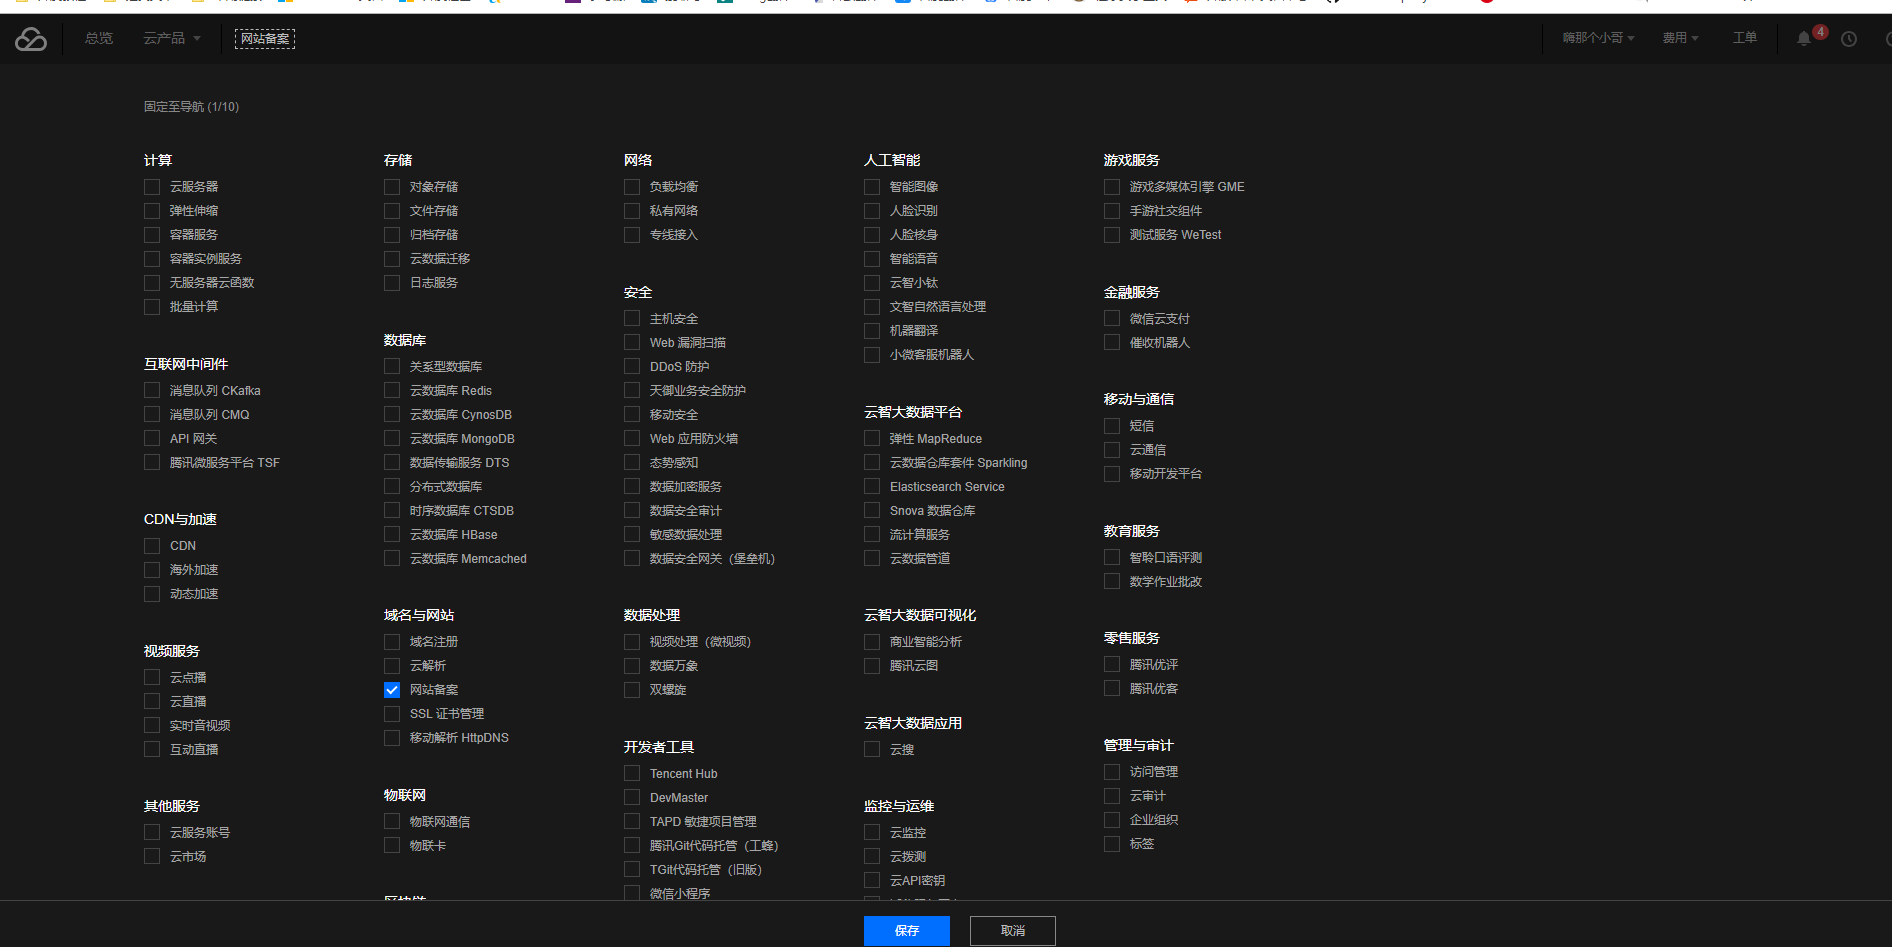 总览
云产品
网站备案
嗨那个小哥
费用
工单
4
固定至导航 (1/10)
计算
云服务器
弹性伸缩
容器服务
容器实例服务
无服务器云函数
批量计算
互联网中间件
消息队列 CKafka
消息队列 CMQ
API 网关
腾讯微服务平台 TSF
CDN与加速
CDN
海外加速
动态加速
视频服务
云点播
云直播
实时音视频
互动直播
其他服务
云服务账号
云市场
存储
对象存储
文件存储
归档存储
云数据迁移
日志服务
数据库
关系型数据库
云数据库 Redis
云数据库 CynosDB
云数据库 MongoDB
数据传输服务 DTS
分布式数据库
时序数据库 CTSDB
云数据库 HBase
云数据库 Memcached
域名与网站
域名注册
云解析
网站备案
SSL 证书管理
移动解析 HttpDNS
物联网
物联网通信
物联卡
网络
负载均衡
私有网络
专线接入
安全
主机安全
Web 漏洞扫描
DDoS 防护
天御业务安全防护
移动安全
Web 应用防火墙
态势感知
数据加密服务
数据安全审计
敏感数据处理
数据安全网关（堡垒机）
数据处理
视频处理（微视频）
数据万象
双螺旋
开发者工具
Tencent Hub
DevMaster
TAPD 敏捷项目管理
腾讯Git代码托管（工蜂）
TGit代码托管（旧版）
微信小程序
人工智能
智能图像
人脸识别
人脸核身
智能语音
云智小钛
文智自然语言处理
机器翻译
小微客服机器人
云智大数据平台
弹性 MapReduce
云数据仓库套件 Sparkling
Elasticsearch Service
Snova 数据仓库
流计算服务
云数据管道
云智大数据可视化
商业智能分析
腾讯云图
云智大数据应用
云搜
监控与运维
云监控
云拨测
云API密钥
游戏服务
游戏多媒体引擎 GME
手游社交组件
测试服务 WeTest
金融服务
微信云支付
催收机器人
移动与通信
短信
云通信
移动开发平台
教育服务
智聆口语评测
数学作业批改
零售服务
腾讯优评
腾讯优客
管理与审计
访问管理
云审计
企业组织
标签
保存
取消